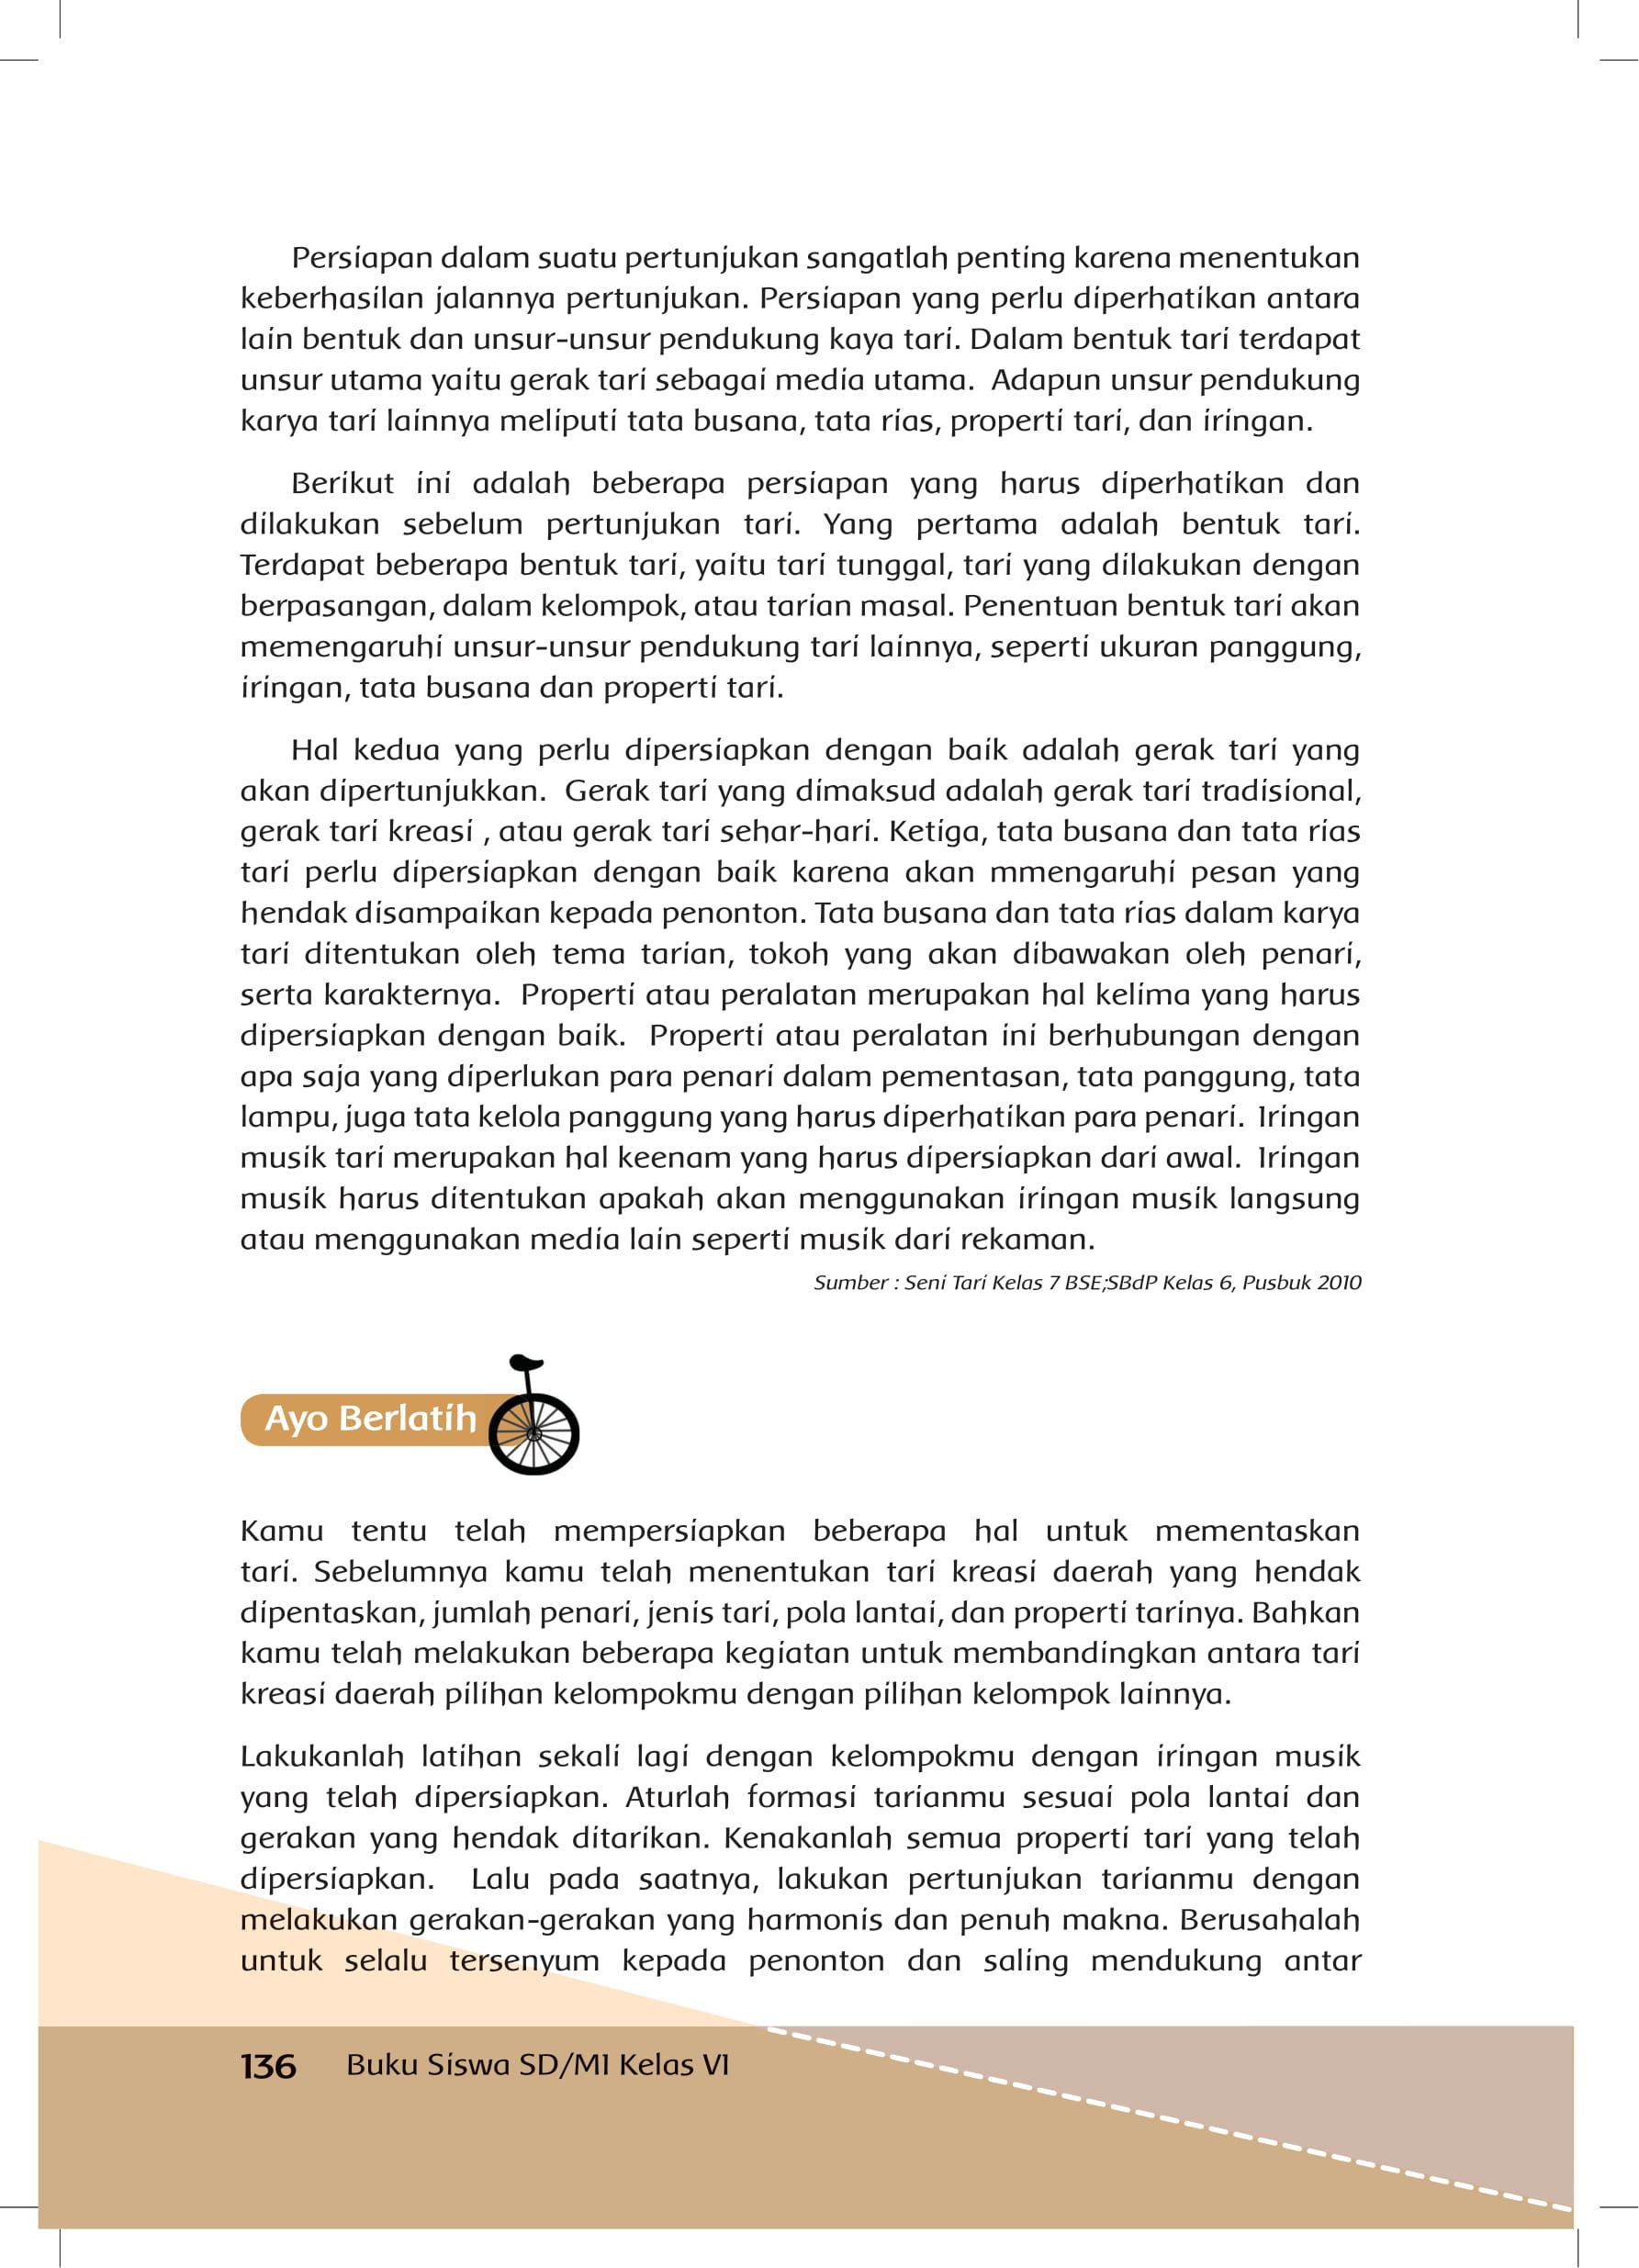 Persiapan dalam suatu pertunjukan sangatlah penting karena menentukan
keberhasilan jalannya pertunjukan. Persiapan yang perlu diperhatikan antara
lain bentuk dan unsur-unsur pendukung kaya tari. Dalam bentuk tari terdapat
unsur utama yaitu gerak tari sebagai media utama.  Adapun unsur pendukung
karya tari lainnya meliputi tata busana, tata rias, properti tari, dan iringan.
Berikut ini adalah beberapa persiapan yang harus diperhatikan dan
dilakukan sebelum pertunjukan tari. Yang pertama adalah bentuk tari.
Terdapat beberapa bentuk tari, yaitu tari tunggal, tari yang dilakukan dengan
berpasangan, dalam kelompok, atau tarian masal. Penentuan bentuk tari akan
memengaruhi unsur-unsur pendukung tari lainnya, seperti ukuran panggung,
iringan, tata busana dan properti tari.
Hal kedua yang perlu dipersiapkan dengan baik adalah gerak tari yang
akan dipertunjukkan.  Gerak tari yang dimaksud adalah gerak tari tradisional,
gerak tari kreasi , atau gerak tari sehar-hari. Ketiga, tata busana dan tata rias
tari perlu dipersiapkan dengan baik karena akan mmengaruhi pesan yang
hendak disampaikan kepada penonton. Tata busana dan tata rias dalam karya
tari ditentukan oleh tema tarian, tokoh yang akan dibawakan oleh penari,
serta karakternya.  Properti atau peralatan merupakan hal kelima yang harus
dipersiapkan dengan baik.  Properti atau peralatan ini berhubungan dengan
apa saja yang diperlukan para penari dalam pementasan, tata panggung, tata
lampu, juga tata kelola panggung yang harus diperhatikan para penari.  Iringan
musik tari merupakan hal keenam yang harus dipersiapkan dari awal.  Iringan
musik harus ditentukan apakah akan menggunakan iringan musik langsung
atau menggunakan media lain seperti musik dari rekaman.
Sumber : Seni Tari Kelas 7 BSE;SBdP Kelas 6, Pusbuk 2010
Ayo Berlatih
Kamu tentu telah mempersiapkan beberapa hal untuk mementaskan
tari. Sebelumnya kamu telah menentukan tari kreasi daerah yang hendak
dipentaskan, jumlah penari, jenis tari, pola lantai, dan properti tarinya. Bahkan
kamu telah melakukan beberapa kegiatan untuk membandingkan antara tari
kreasi daerah pilihan kelompokmu dengan pilihan kelompok lainnya.
Lakukanlah latihan sekali lagi dengan kelompokmu dengan iringan musik
yang telah dipersiapkan. Aturlah formasi tarianmu sesuai pola lantai dan
gerakan yang hendak ditarikan. Kenakanlah semua properti tari yang telah
dipersiapkan.  Lalu pada saatnya, lakukan pertunjukan tarianmu dengan
melakukan gerakan-gerakan yang harmonis dan penuh makna. Berusahalah
untuk selalu tersenyum kepada penonton dan saling mendukung antar
136 Buku Siswa SD/MI Kelas VI